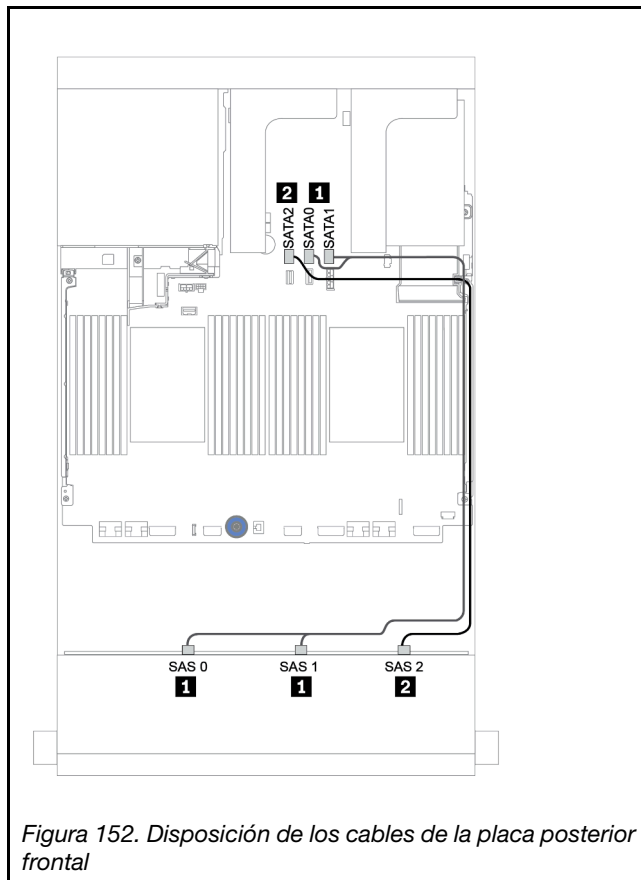 2 1
SATA2
SATA0
SATA1
SAS 0 SAS 1 SAS 2
1 1 2
Figura 152. Disposición de los cables de la placa posterior
frontal